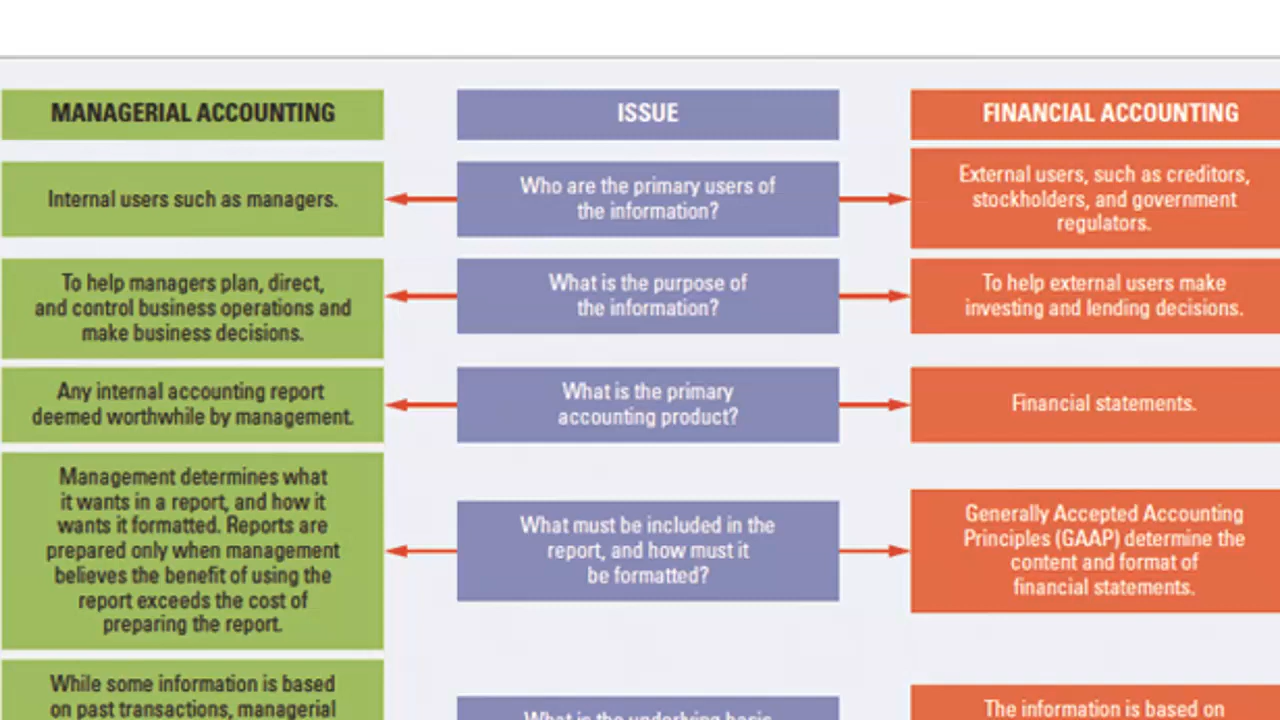 MANAGERIAL ACCOUNTING
ISSUE
FINANCIAL ACCOUNTING
Internal users such as managers.
Who are the primary users of
the information?
External users, such as creditors,
stockholders, and government
regulators.
To help managers plan, direct,
and control business operations and
make business decisions.
What is the purpose of
the information?
To help external users make
investing and lending decisions.
Any internal accounting report
deemed worthwhile by management.
What is the primary
accounting product?
Financial statements.
Management determines what
it wants in a report, and how it
wants it formatted. Reports are
prepared only when management
believes the benefit of using the
report exceeds the cost of
preparing the report.
What must be included in the
report, and how must it
be formatted?
Generally Accepted Accounting
Principles (GAAP) determine the
content and format of
financial statements.
While some information is based
on past transactions, managerial
What is the underlying basis
The information is based on